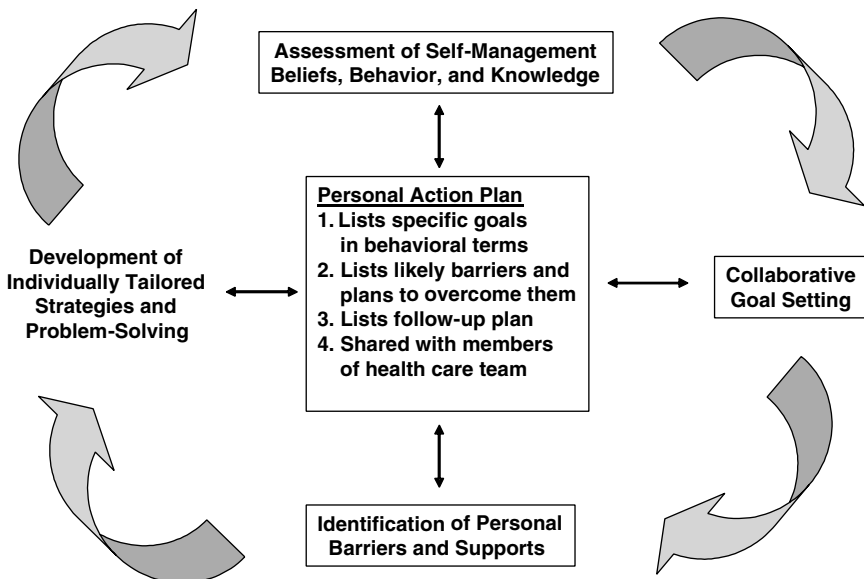 Assessment of Self-Management
Beliefs, Behavior, and Knowledge
Personal Action Plan
1. Lists specific goals
in behavioral terms
2. Lists likely barriers and
plans to overcome them
3. Lists follow-up plan
4. Shared with members
of health care team
Development of
Individually Tailored
Strategies and
Problem-Solving
Collaborative
Goal Setting
Identification of Personal
Barriers and Supports